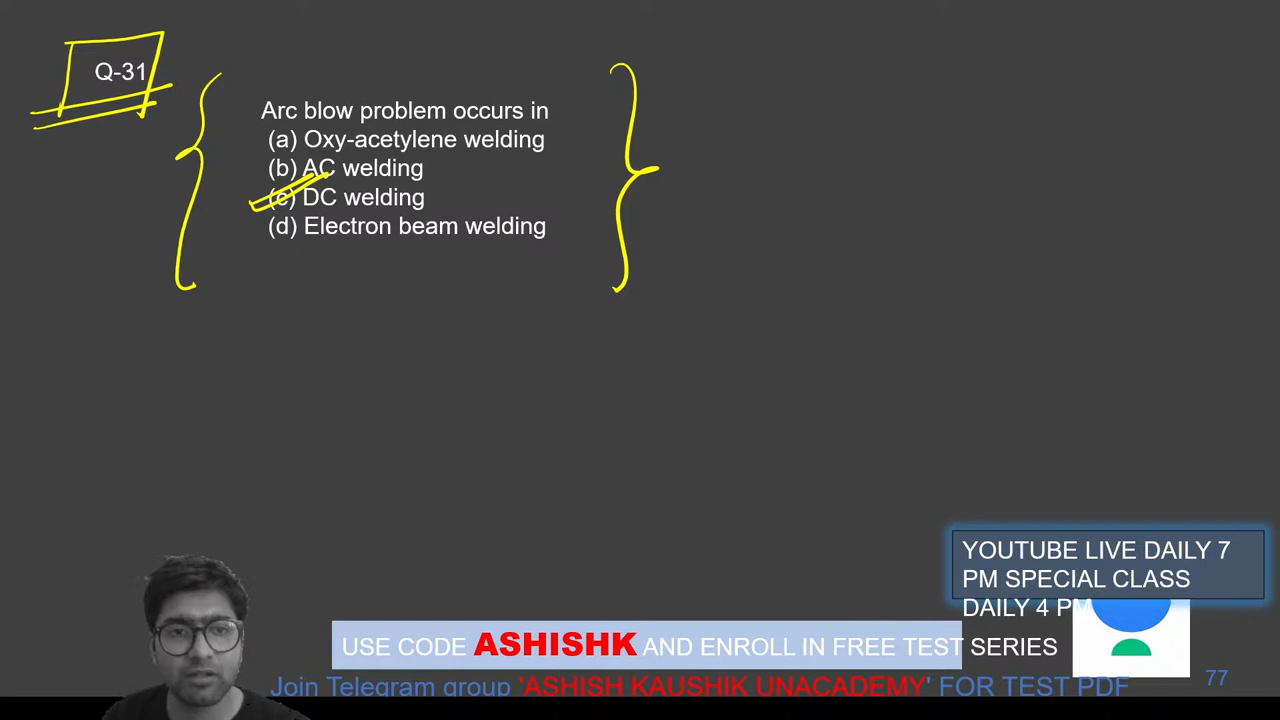 Q-31
Arc blow problem occurs in
(a) Oxy-acetylene welding
(b) AC welding
(c) DC welding
(d) Electron beam welding
YOUTUBE LIVE DAILY 7
PM SPECIAL CLASS
DAILY 4 PM
USE CODE ASHISHK AND ENROLL IN FREE TEST SERIES
Join Telegram group 'ASHISH KAUSHIK UNACADEMY' FOR TEST PDF
77